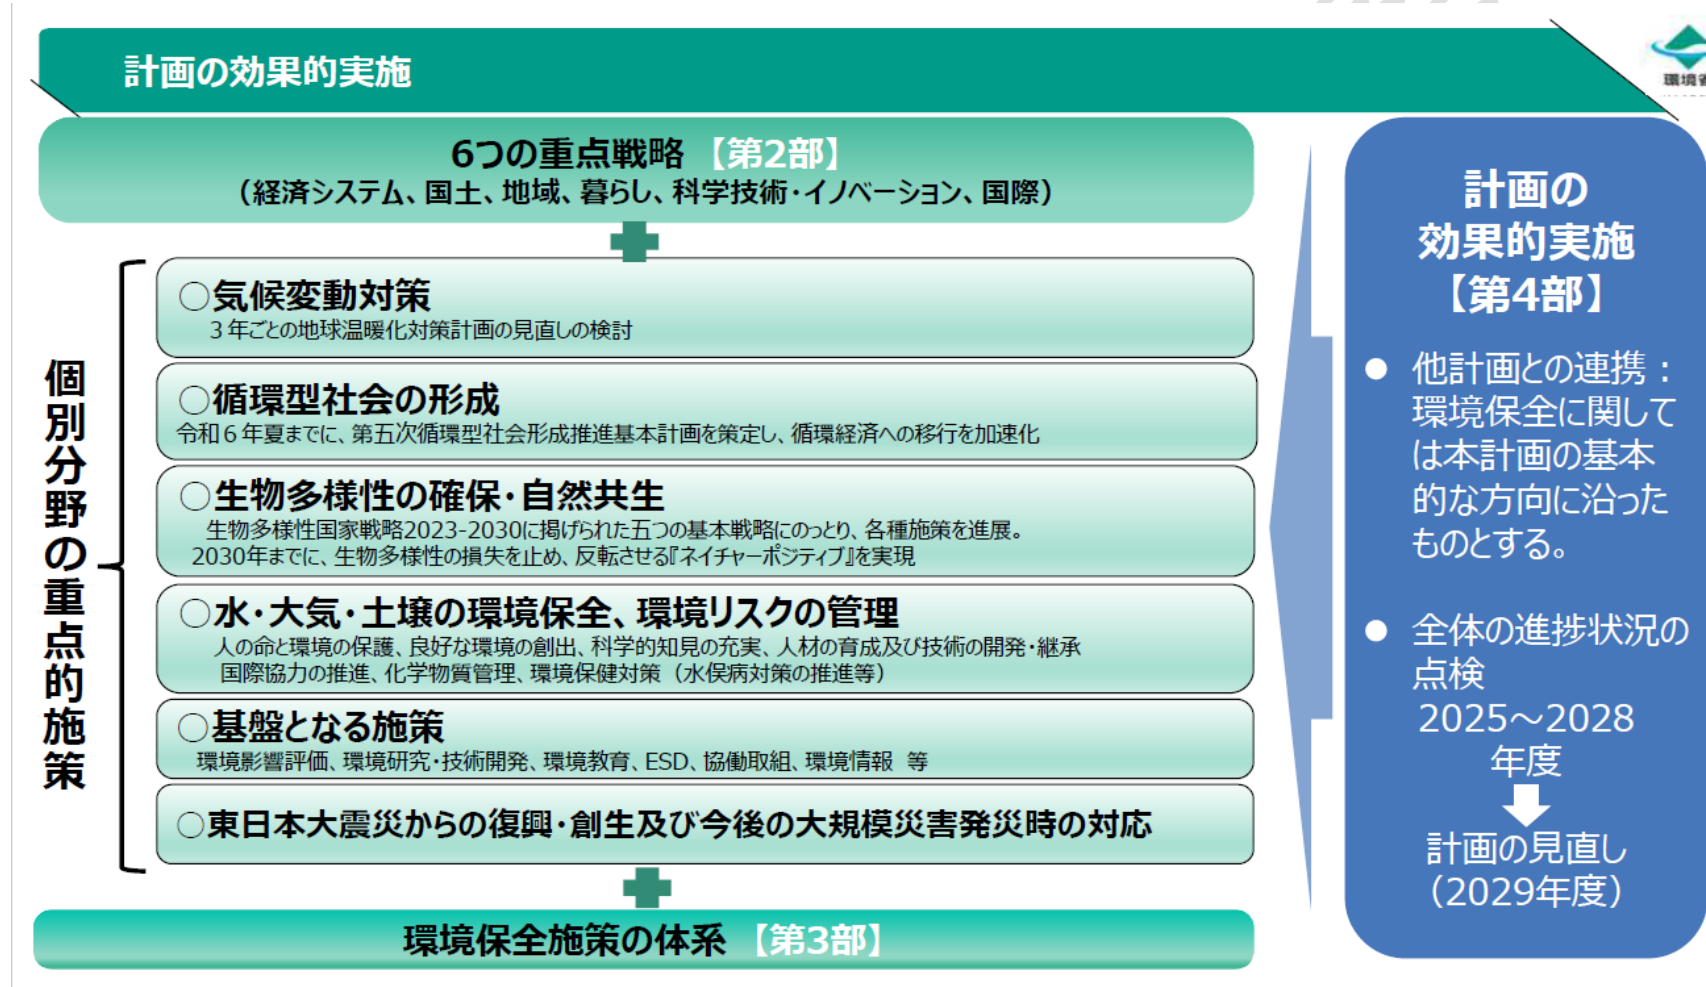 計画の効果的実施
環境省
6つの重点戦略【第2部】
（経済システム、国土、地域、暮らし、科学技術・イノベーション、国際）
個別分野の重点的施策
○気候変動対策
３年ごとの地球温暖化対策計画の見直しの検討
○循環型社会の形成
令和６年夏までに、第五次循環型社会形成推進基本計画を策定し、循環経済への移行を加速化
○生物多様性の確保・自然共生
生物多様性国家戦略2023-2030に掲げられた五つの基本戦略にのっとり、各種施策を進展。
2030年までに、生物多様性の損失を止め、反転させる『ネイチャーポジティブ』を実現
○水・大気・土壌の環境保全、環境リスクの管理
人の命と環境の保護、良好な環境の創出、科学的知見の充実、人材の育成及び技術の開発・継承
国際協力の推進、化学物質管理、環境保健対策（水俣病対策の推進等）
○基盤となる施策
環境影響評価、環境研究・技術開発、環境教育、ESD、協働取組、環境情報 等
○東日本大震災からの復興・創生及び今後の大規模災害発災時の対応
環境保全施策の体系【第3部】
計画の
効果的実施
【第4部】
● 他計画との連携：
環境保全に関して
は本計画の基本
的な方向に沿った
ものとする。
● 全体の進捗状況の
点検
2025～2028
年度
計画の見直し
（2029年度）